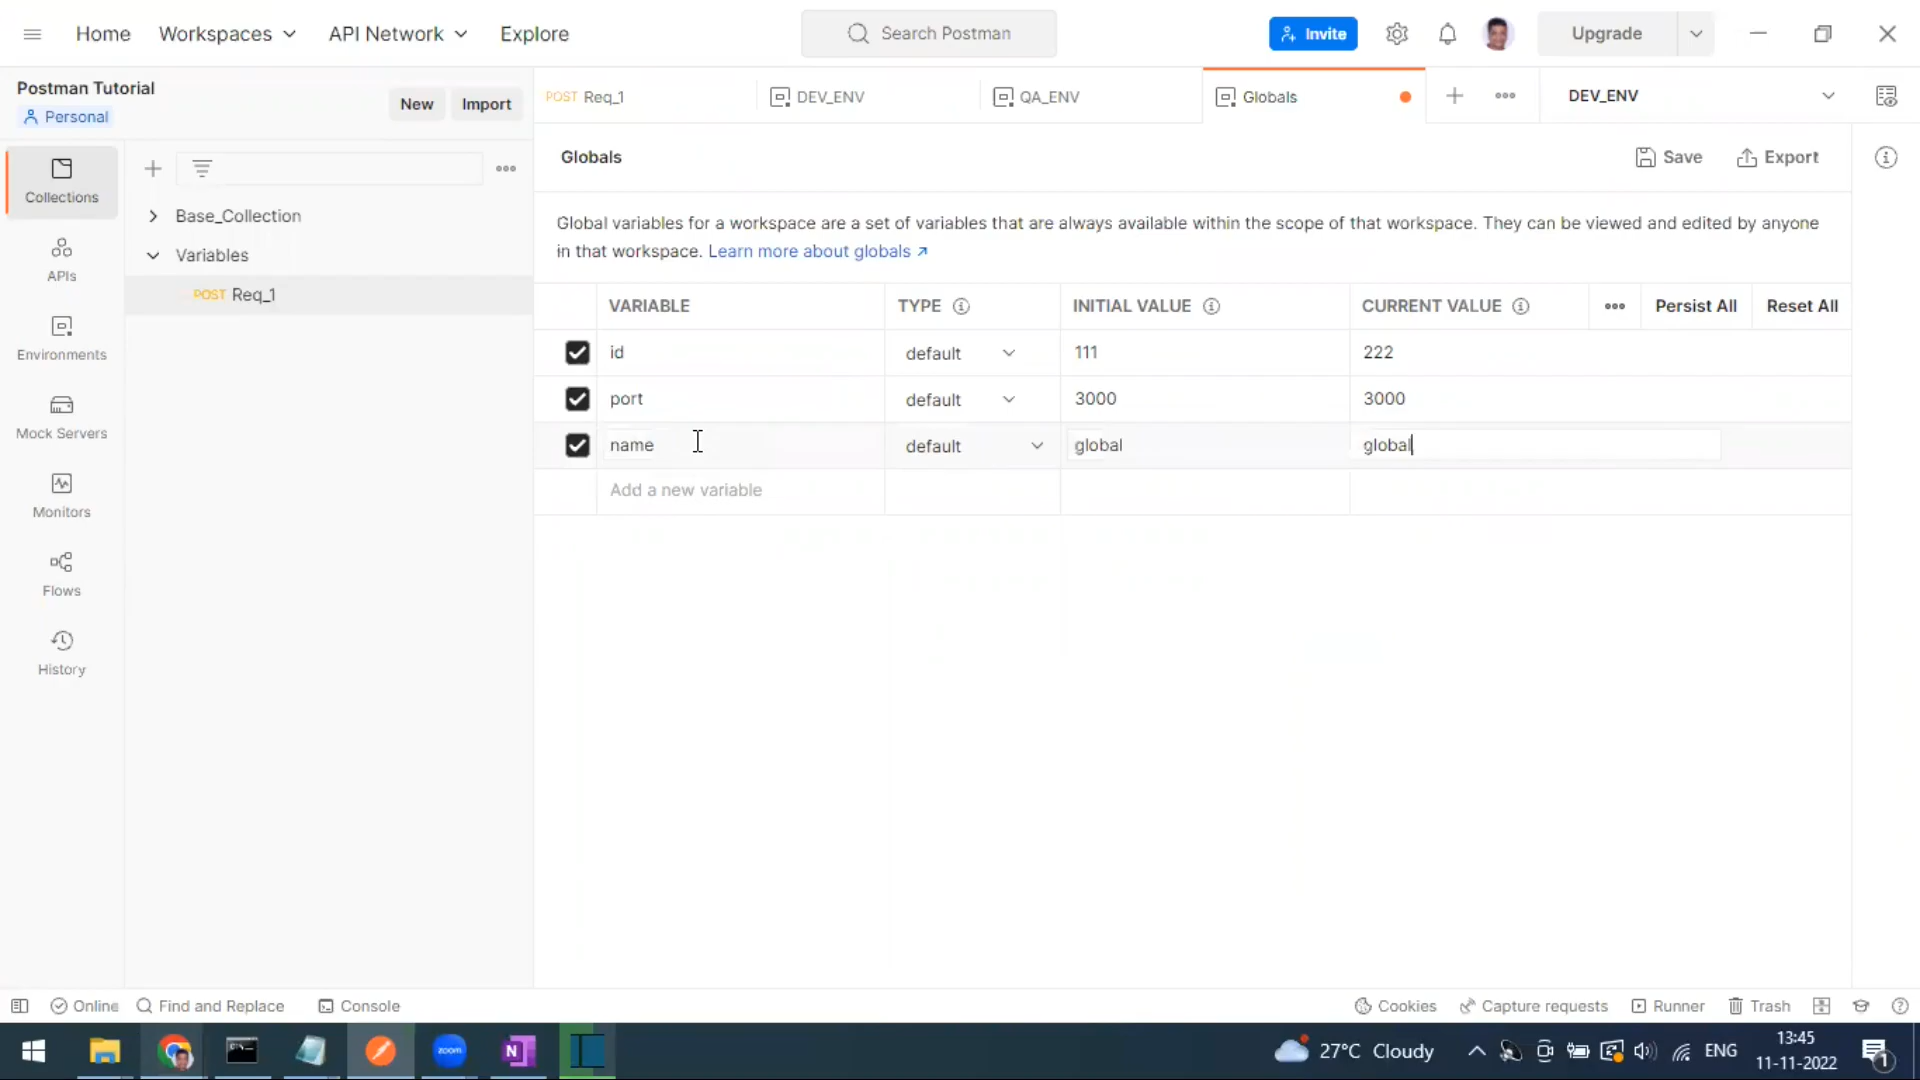 Home Workspaces API Network Explore Search Postman Invite Upgrade
Postman Tutorial
Personal
New Import
POST Req_1 DEV_ENV QA_ENV Globals DEV_ENV
Globals
Save Export
Global variables for a workspace are a set of variables that are always available within the scope of that workspace. They can be viewed and edited by anyone
in that workspace. Learn more about globals ↗
Collections
APIs
Environments
Mock Servers
Monitors
Flows
History
Base_Collection
Variables
POST Req_1
VARIABLE TYPE INITIAL VALUE CURRENT VALUE Persist All Reset All
id default 111 222
port default 3000 3000
name default global global
Add a new variable
Online Find and Replace Console Cookies Capture requests Runner Trash
zoom
N
27°C Cloudy ENG
13:45
11-11-2022
1